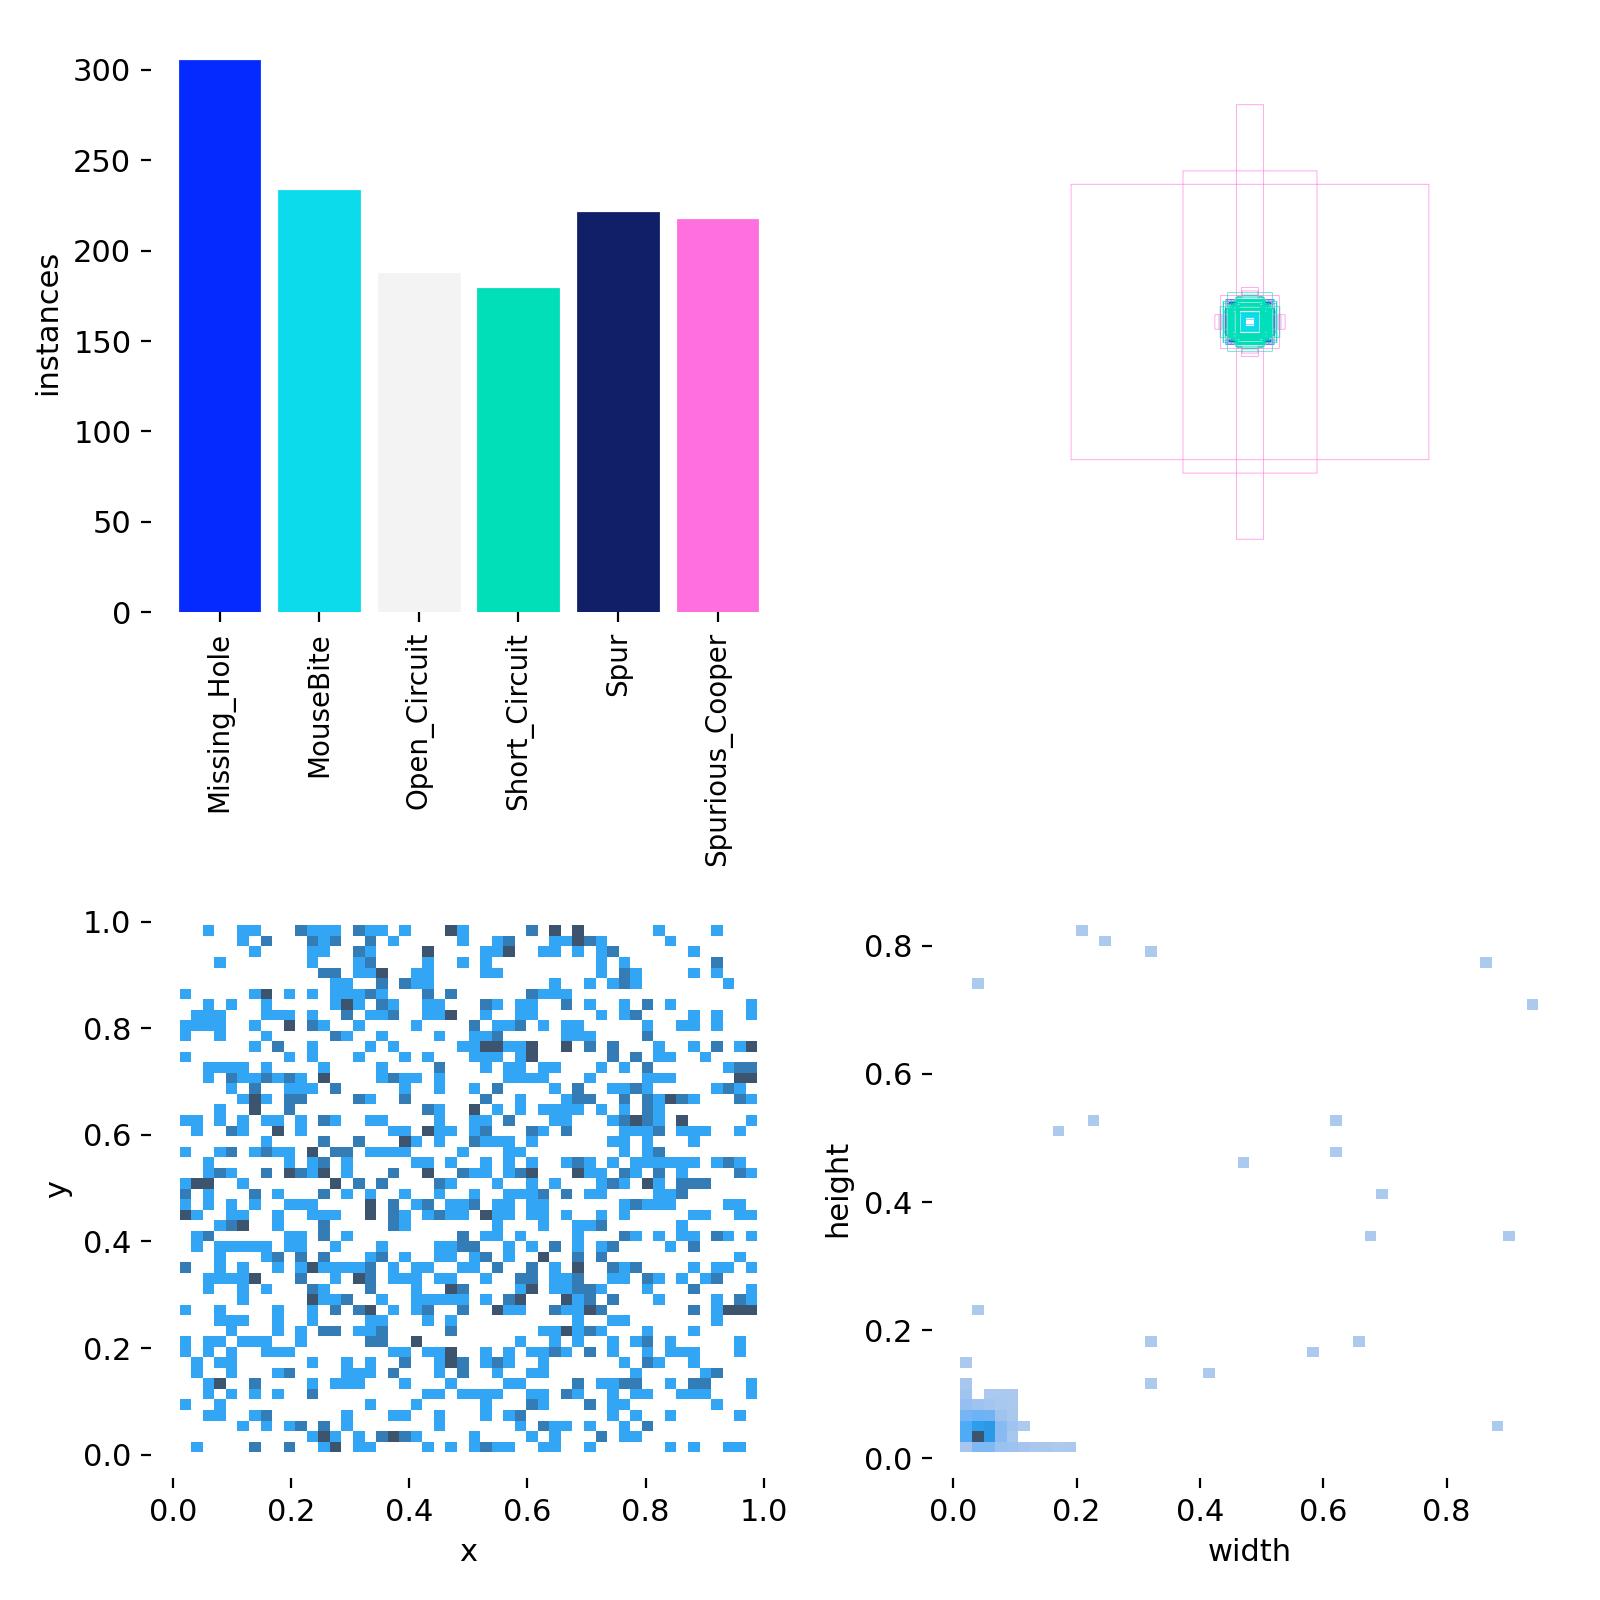 300
250
200
150
100
50
0
instances
Missing_Hole
MouseBite
Open_Circuit
Short_Circuit
Spur
Spurious_Cooper
1.0
0.8
0.6
0.4
0.2
0.0
y
0.0 0.2 0.4 0.6 0.8 1.0
x
0.8
0.6
0.4
0.2
0.0
height
0.0 0.2 0.4 0.6 0.8
width